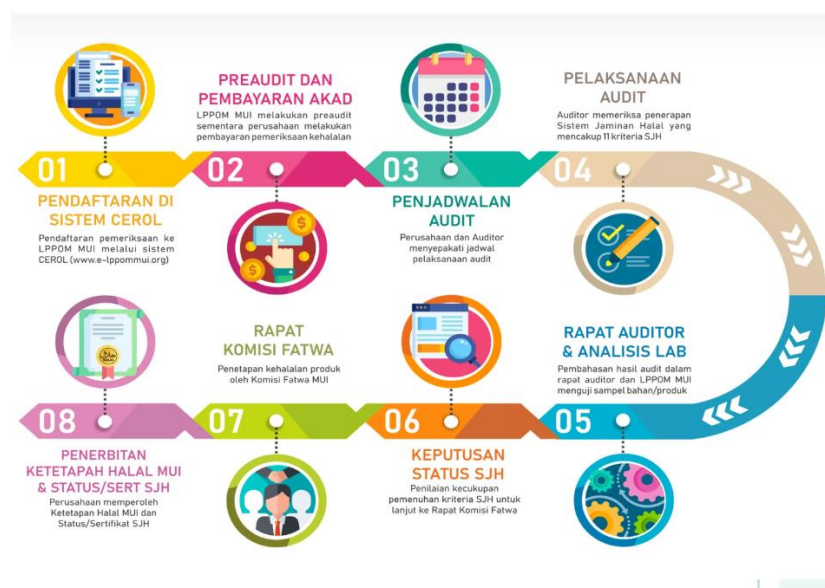 01
PENDAFTARAN DI
SISTEM CEROL
Pendaftaran pemeriksaan ke
LPPOM MUI melalui sistem
CEROL (www.e-lppommui.org)
PREAUDIT DAN
PEMBAYARAN AKAD
LPPOM MUI melakukan preaudit
sementara perusahaan melakukan
pembayaran pemeriksaan kehalalan
02
03
PENJADWALAN
AUDIT
Perusahaan dan Auditor
menyepakati jadwal
pelaksanaan audit
PELAKSANAAN
AUDIT
Auditor memeriksa penerapan
Sistem Jaminan Halal yang
mencakup 11 kriteria SJH
04
RAPAT AUDITOR
& ANALISIS LAB
Pembahasan hasil audit dalam
rapat auditor dan LPPOM MUI
menguji sampel bahan/produk
05
06
KEPUTUSAN
STATUS SJH
Penilaian kecukupan
pemenuhan kriteria SJH untuk
lanjut ke Rapat Komisi Fatwa
RAPAT
KOMISI FATWA
Penetapan kehalalan produk
oleh Komisi Fatwa MUI
07
08
PENERBITAN
KETETAPAH HALAL MUI
& STATUS/SERT SJH
Perusahaan memperoleh
Ketetapan Halal MUI dan
Status/Sertifikat SJH